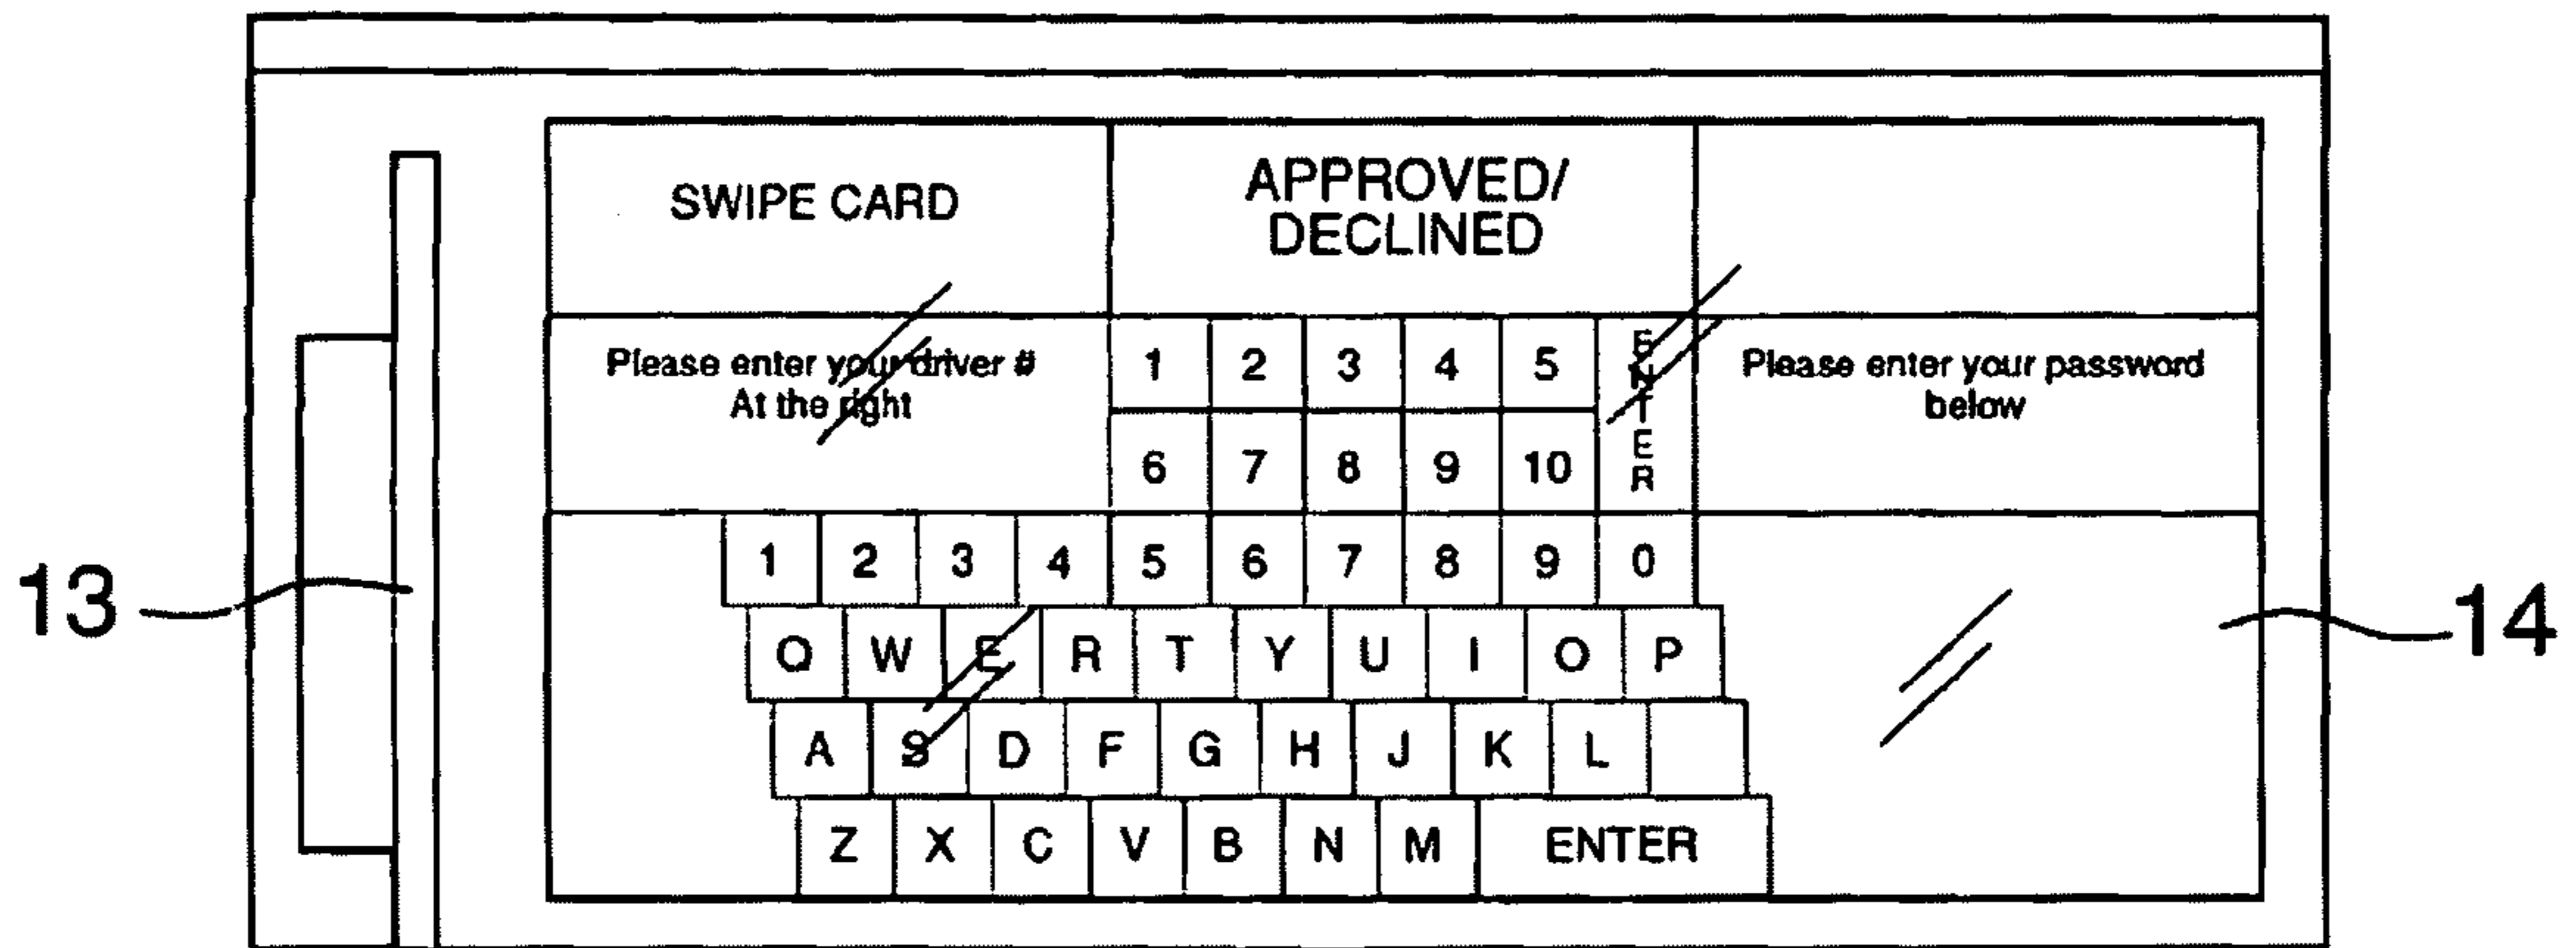 SWIPE CARD
APPROVED/
DECLINED
Please enter your driver #
At the right
1 2 3 4 5
6 7 8 9 10
ENTER
Please enter your password
below
1 2 3 4 5 6 7 8 9 0
Q W E R T Y U I O P
A S D F G H J K L
Z X C V B N M ENTER
13
14